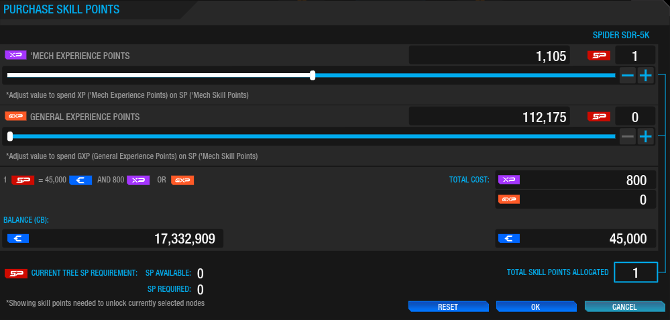 PURCHASE SKILL POINTS
SPIDER SDR-5K
XP 'MECH EXPERIENCE POINTS 1,105 SP 1
*Adjust value to spend XP ('Mech Experience Points) on SP ('Mech Skill Points)
GXP GENERAL EXPERIENCE POINTS 112,175 SP 0
*Adjust value to spend GXP (General Experience Points) on SP ('Mech Skill Points)
1 SP = 45,000 C AND 800 XP OR GXP TOTAL COST: XP 800
GXP 0
BALANCE (CB):
C 17,332,909 C 45,000
SP CURRENT TREE SP REQUIREMENT: SP AVAILABLE: 0 TOTAL SKILL POINTS ALLOCATED 1
SP REQUIRED: 0
*Showing skill points needed to unlock currently selected nodes
RESET OK CANCEL